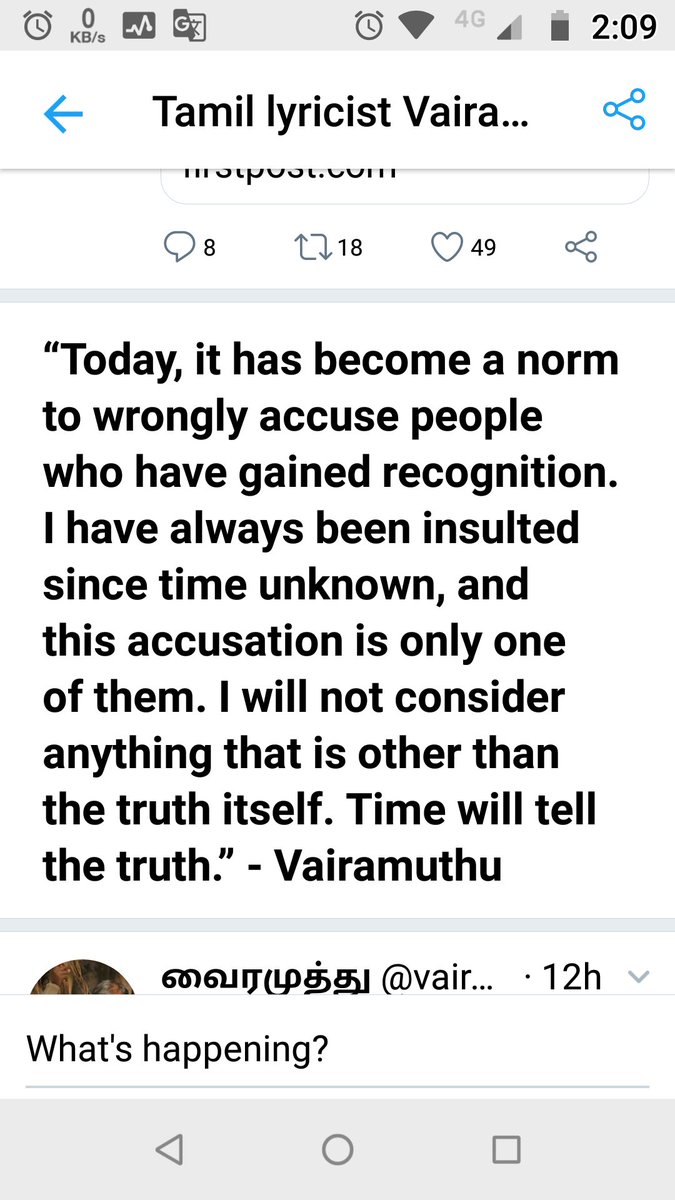 0
KB/s
4G
2:09
Tamil lyricist Vaira...
firstpost.com
8
18
49
“Today, it has become a norm
to wrongly accuse people
who have gained recognition.
I have always been insulted
since time unknown, and
this accusation is only one
of them. I will not consider
anything that is other than
the truth itself. Time will tell
the truth.” - Vairamuthu
வைரமுத்து @vair... · 12h
What's happening?